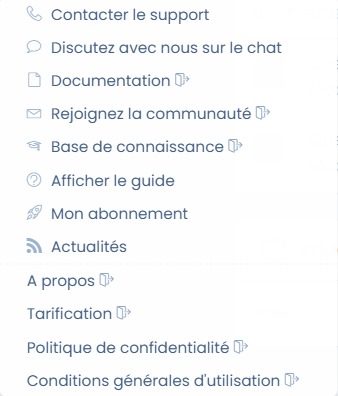 Contacter le support
Discutez avec nous sur le chat
Documentation
Rejoignez la communauté
Base de connaissance
Afficher le guide
Mon abonnement
Actualités
A propos
Tarification
Politique de confidentialité
Conditions générales d'utilisation